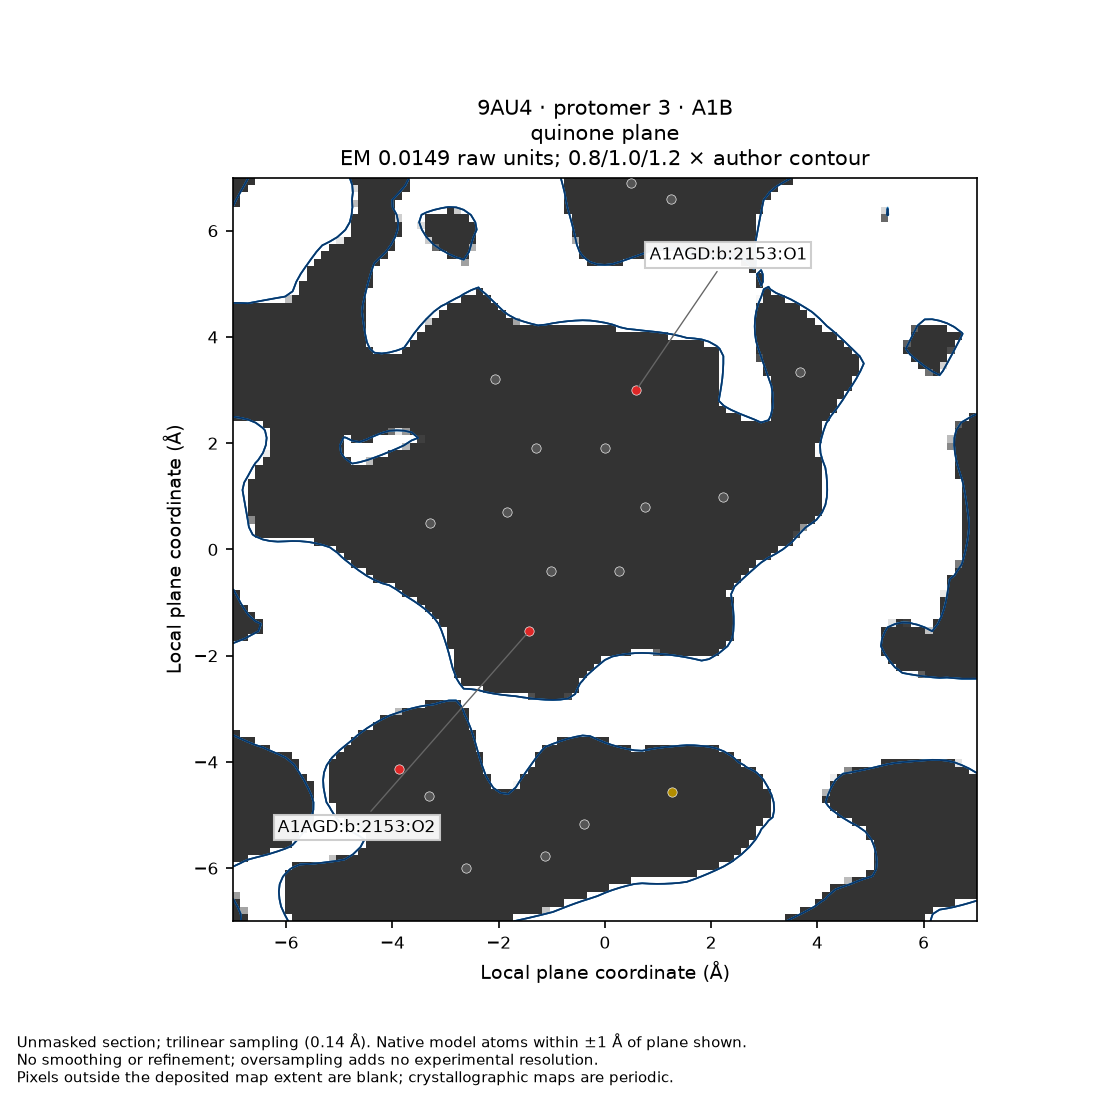 9AU4 · protomer 3 · A1B
quinone plane
EM 0.0149 raw units; 0.8/1.0/1.2 × author contour
6
4
2
0
−2
−4
−6
Local plane coordinate (Å)
A1AGD:b:2153:O1
A1AGD:b:2153:O2
−6 −4 −2 0 2 4 6
Local plane coordinate (Å)
Unmasked section; trilinear sampling (0.14 Å). Native model atoms within ±1 Å of plane shown.
No smoothing or refinement; oversampling adds no experimental resolution.
Pixels outside the deposited map extent are blank; crystallographic maps are periodic.